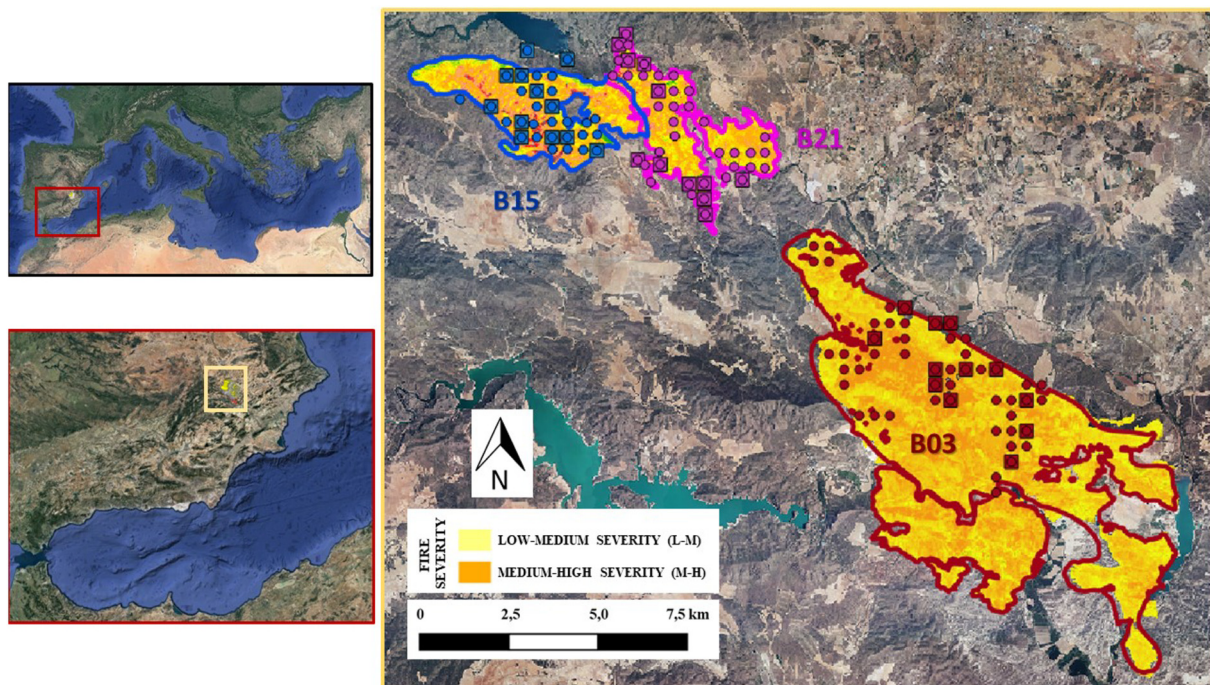 B21
B15
B03
N
FIRE
SEVERITY
LOW-MEDIUM SEVERITY (L-M)
MEDIUM-HIGH SEVERITY (M-H)
0 2,5 5,0 7,5 km